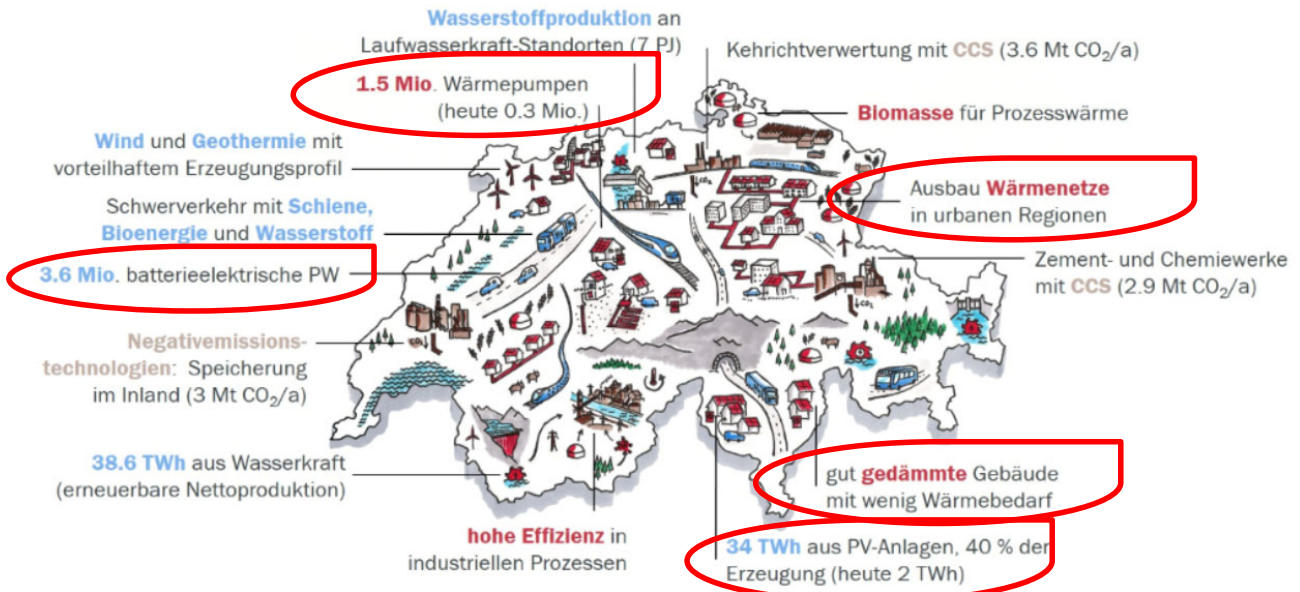 Wasserstoffproduktion an
Laufwasserkraft-Standorten (7 PJ)
Kehrichtverwertung mit CCS (3.6 Mt CO₂/a)
1.5 Mio. Wärmepumpen
(heute 0.3 Mio.)
Biomasse für Prozesswärme
Wind und Geothermie mit
vorteilhaftem Erzeugungsprofil
Ausbau Wärmenetze
in urbanen Regionen
Schwerverkehr mit Schiene,
Bioenergie und Wasserstoff
3.6 Mio. batterieelektrische PW
Zement- und Chemiewerke
mit CCS (2.9 Mt CO₂/a)
Negativemissions-
technologien: Speicherung
im Inland (3 Mt CO₂/a)
38.6 TWh aus Wasserkraft
(erneuerbare Nettoproduktion)
gut gedämmte Gebäude
mit wenig Wärmebedarf
hohe Effizienz in
industriellen Prozessen
34 TWh aus PV-Anlagen, 40 % der
Erzeugung (heute 2 TWh)
CO₂
CO₂
CO₂